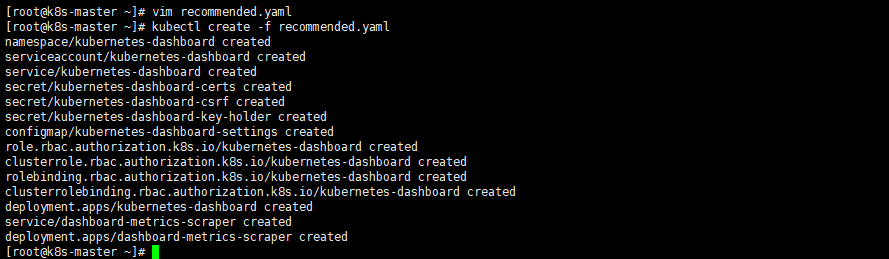 [root@k8s-master ~]# vim recommended.yaml
[root@k8s-master ~]# kubectl create -f recommended.yaml
namespace/kubernetes-dashboard created
serviceaccount/kubernetes-dashboard created
service/kubernetes-dashboard created
secret/kubernetes-dashboard-certs created
secret/kubernetes-dashboard-csrf created
secret/kubernetes-dashboard-key-holder created
configmap/kubernetes-dashboard-settings created
role.rbac.authorization.k8s.io/kubernetes-dashboard created
clusterrole.rbac.authorization.k8s.io/kubernetes-dashboard created
rolebinding.rbac.authorization.k8s.io/kubernetes-dashboard created
clusterrolebinding.rbac.authorization.k8s.io/kubernetes-dashboard created
deployment.apps/kubernetes-dashboard created
service/dashboard-metrics-scraper created
deployment.apps/dashboard-metrics-scraper created
[root@k8s-master ~]#